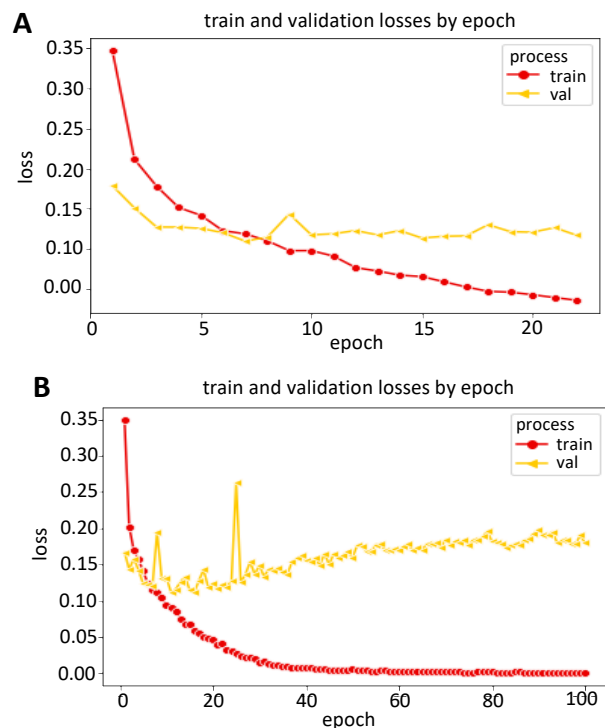 A
train and validation losses by epoch
0.35
0.30
0.25
0.20
0.15
0.10
0.00
loss
process
train
val
0
5
10
15
20
epoch
B
train and validation losses by epoch
0.35
0.30
0.25
0.20
0.15
0.10
0.05
0.00
loss
process
train
val
0
20
40
60
80
100
epoch